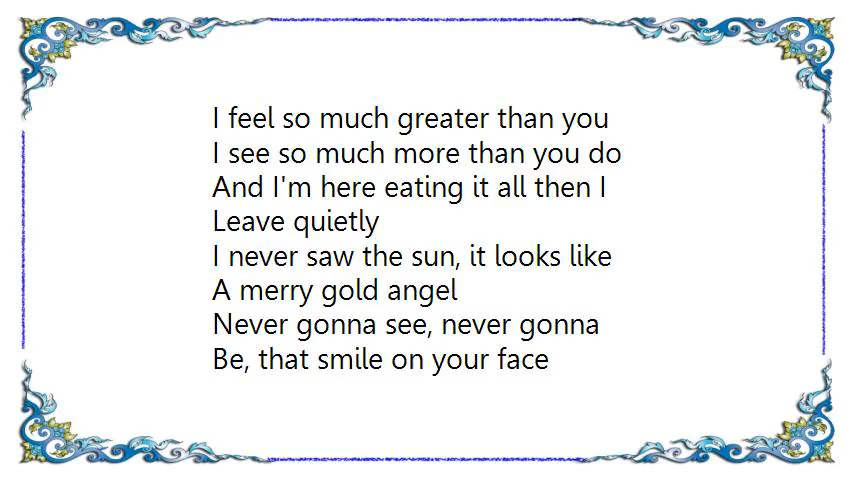 I feel so much greater than you
I see so much more than you do
And I'm here eating it all then I
Leave quietly
I never saw the sun, it looks like
A merry gold angel
Never gonna see, never gonna
Be, that smile on your face